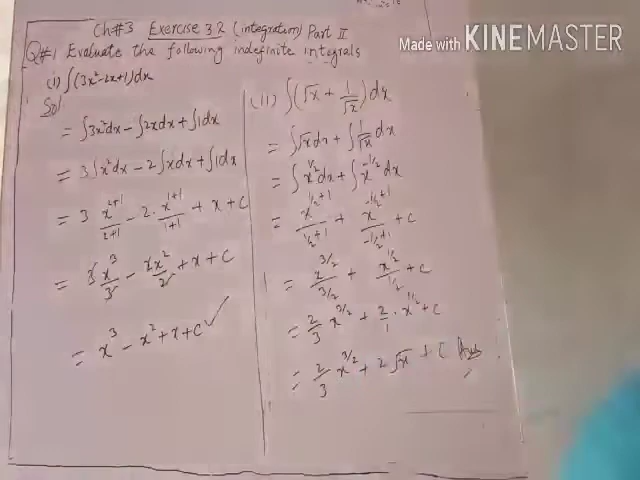 Made with KINEMASTER
Ch#3 Exercise 3.2 (integration) Part II
Q#1 Evaluate the following indefinite integrals
(i) ∫(3x²-2x+1)dx
Sol
= ∫3x²dx - ∫2xdx + ∫1dx
= 3∫x²dx - 2∫xdx + ∫1dx
= 3 x^(2+1)/(2+1) - 2. x^(1+1)/(1+1) + x + C
= 3x³/3 - 2x²/2 + x + C
= x³ - x² + x + C ✓
(ii) ∫(√x + 1/√x)dx
= ∫√x dx + ∫1/√x dx
= ∫x^(1/2)dx + ∫x^(-1/2)dx
= x^(1/2+1)/(1/2+1) + x^(-1/2+1)/(-1/2+1) + C
= x^(3/2)/(3/2) + x^(1/2)/(1/2) + C
= 2/3 x^(3/2) + 2/1 . x^(1/2) + C
= 2/3 x^(3/2) + 2√x + C Ans